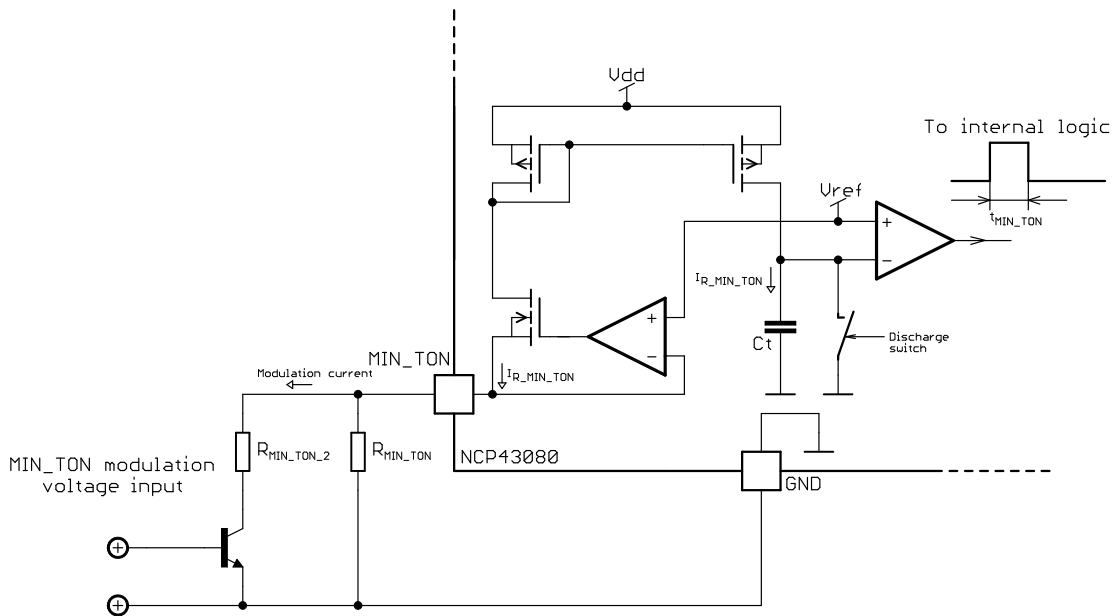 Vdd
To internal logic
Vref
tMIN_TON
+
−
IR_MIN_TON
+
−
Ct
Discharge
switch
MIN_TON
IR_MIN_TON
Modulation current
RMIN_TON_2
RMIN_TON
NCP43080
MIN_TON modulation
voltage input
GND